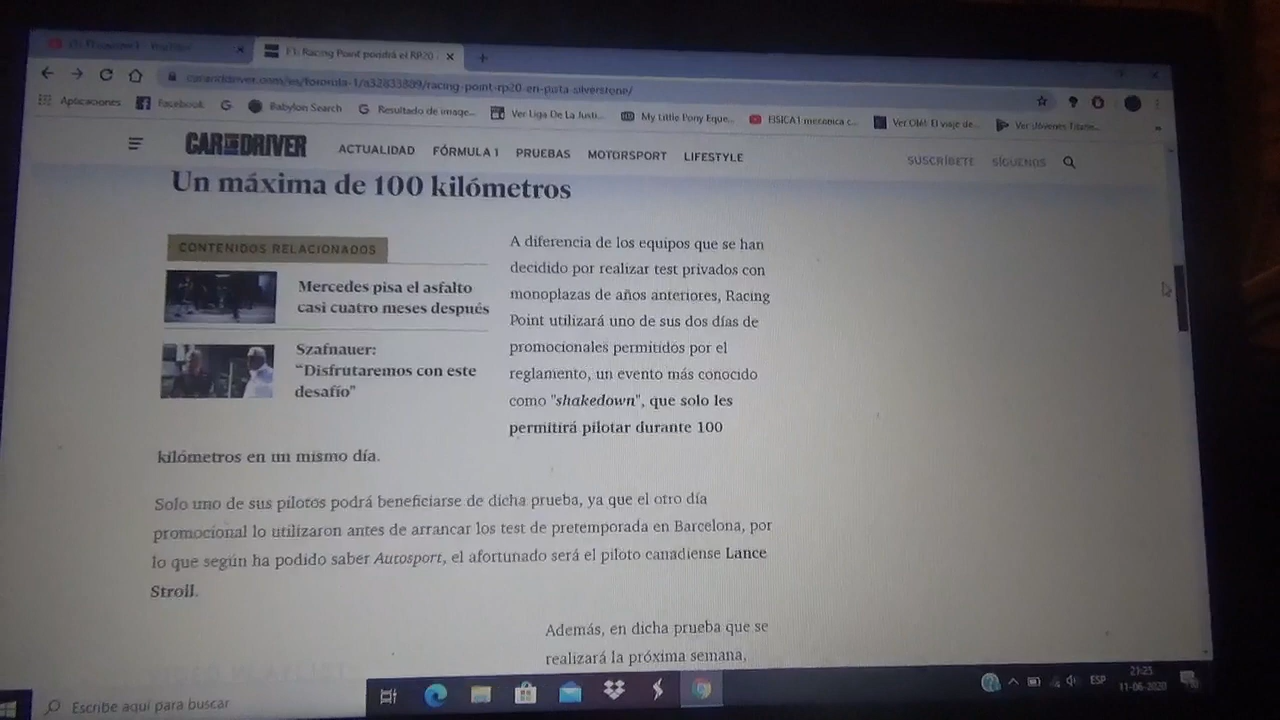 F1: Racing Point pondrá el RP20
caranddriver.com/es/formula-1/a32833809/racing-point-rp20-en-pista-silverstone/
Aplicaciones
Facebook
Babylon Search
Resultado de image...
Ver Liga De La Justi...
My Little Pony Eque...
FISICA1 mecanica c...
Ver Olé! El viaje de...
Ver Jóvenes Titane...
CAR AND DRIVER
ACTUALIDAD
FÓRMULA 1
PRUEBAS
MOTORSPORT
LIFESTYLE
SUSCRÍBETE
SÍGUENOS
Un máxima de 100 kilómetros
CONTENIDOS RELACIONADOS
Mercedes pisa el asfalto
casi cuatro meses después
Szafnauer:
“Disfrutaremos con este
desafío”
A diferencia de los equipos que se han
decidido por realizar test privados con
monoplazas de años anteriores, Racing
Point utilizará uno de sus dos días de
promocionales permitidos por el
reglamento, un evento más conocido
como "shakedown", que solo les
permitirá pilotar durante 100
kilómetros en un mismo día.
Solo uno de sus pilotos podrá beneficiarse de dicha prueba, ya que el otro día
promocional lo utilizaron antes de arrancar los test de pretemporada en Barcelona, por
lo que según ha podido saber Autosport, el afortunado será el piloto canadiense Lance
Stroll.
Además, en dicha prueba que se
realizará la próxima semana,
Escribe aquí para buscar
ESP
21:25
11-06-2020